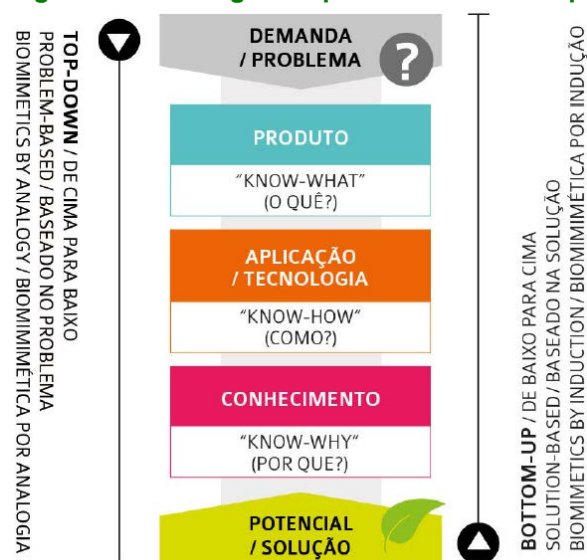 TOP-DOWN / DE CIMA PARA BAIXO
PROBLEM-BASED / BASEADO NO PROBLEMA
BIOMIMETICS BY ANALOGY / BIOMIMIMÉTICA POR ANALOGIA
DEMANDA
/ PROBLEMA
?
PRODUTO
“KNOW-WHAT”
(O QUÊ?)
APLICAÇÃO
/ TECNOLOGIA
“KNOW-HOW”
(COMO?)
CONHECIMENTO
“KNOW-WHY”
(POR QUE?)
POTENCIAL
/ SOLUÇÃO
BOTTOM-UP / DE BAIXO PARA CIMA
SOLUTION-BASED / BASEADO NA SOLUÇÃO
BIOMIMETICS BY INDUCTION / BIOMIMIMÉTICA POR INDUÇÃO